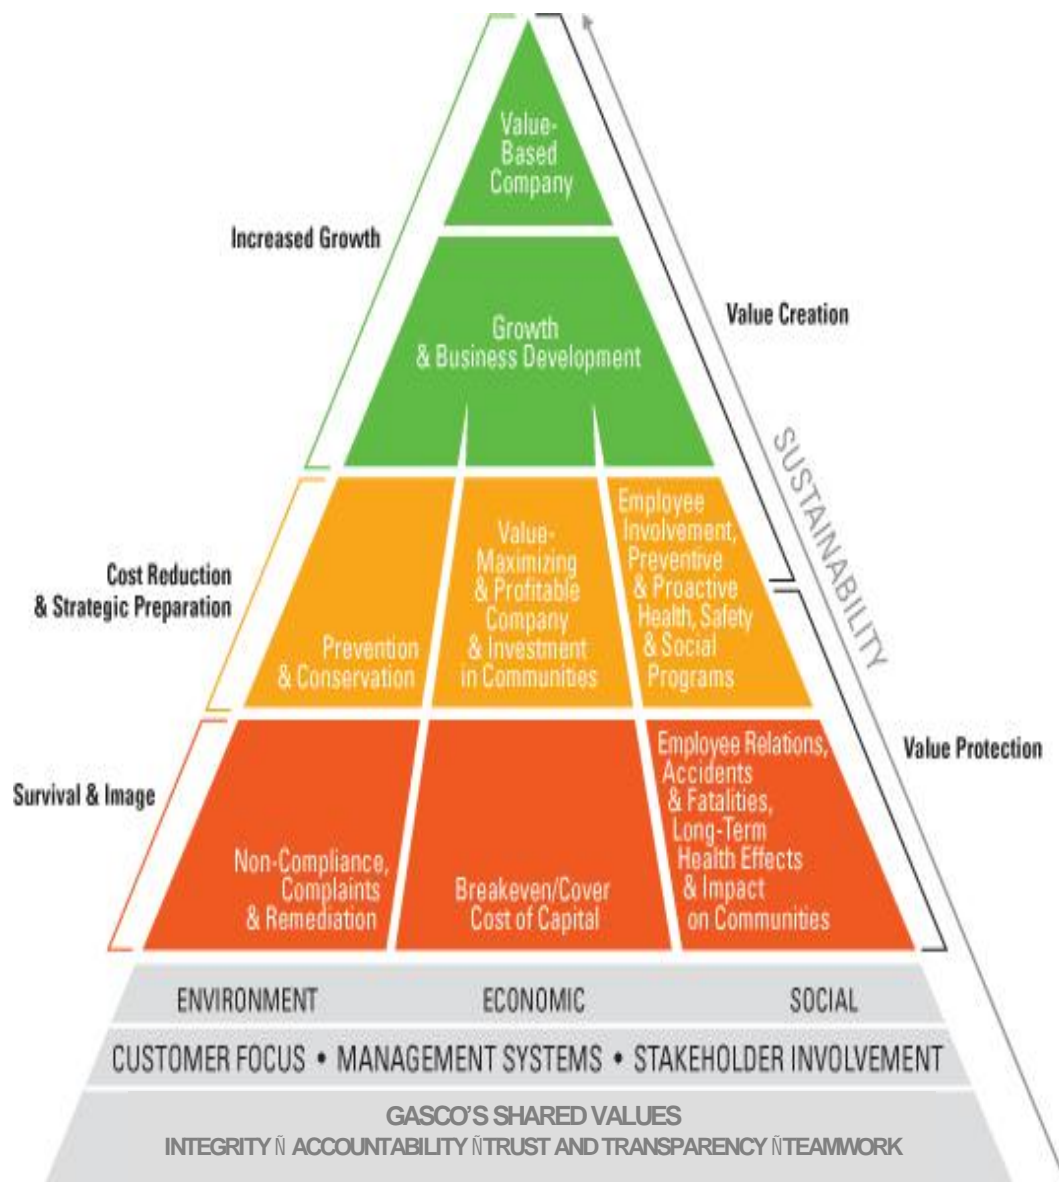 Value-
Based
Company
Increased Growth
Value Creation
Growth
& Business Development
SUSTAINABILITY
Cost Reduction
& Strategic Preparation
Prevention
& Conservation
Value-
Maximizing
& Profitable
Company
& Investment
in Communities
Employee
Involvement,
Preventive
& Proactive
Health, Safety
& Social
Programs
Value Protection
Survival & Image
Non-Compliance,
Complaints
& Remediation
Breakeven/Cover
Cost of Capital
Employee Relations,
Accidents
& Fatalities,
Long-Term
Health Effects
& Impact
on Communities
ENVIRONMENT
ECONOMIC
SOCIAL
CUSTOMER FOCUS • MANAGEMENT SYSTEMS • STAKEHOLDER INVOLVEMENT
GASCO'S SHARED VALUES
INTEGRITY Ñ ACCOUNTABILITY Ñ TRUST AND TRANSPARENCY Ñ TEAMWORK